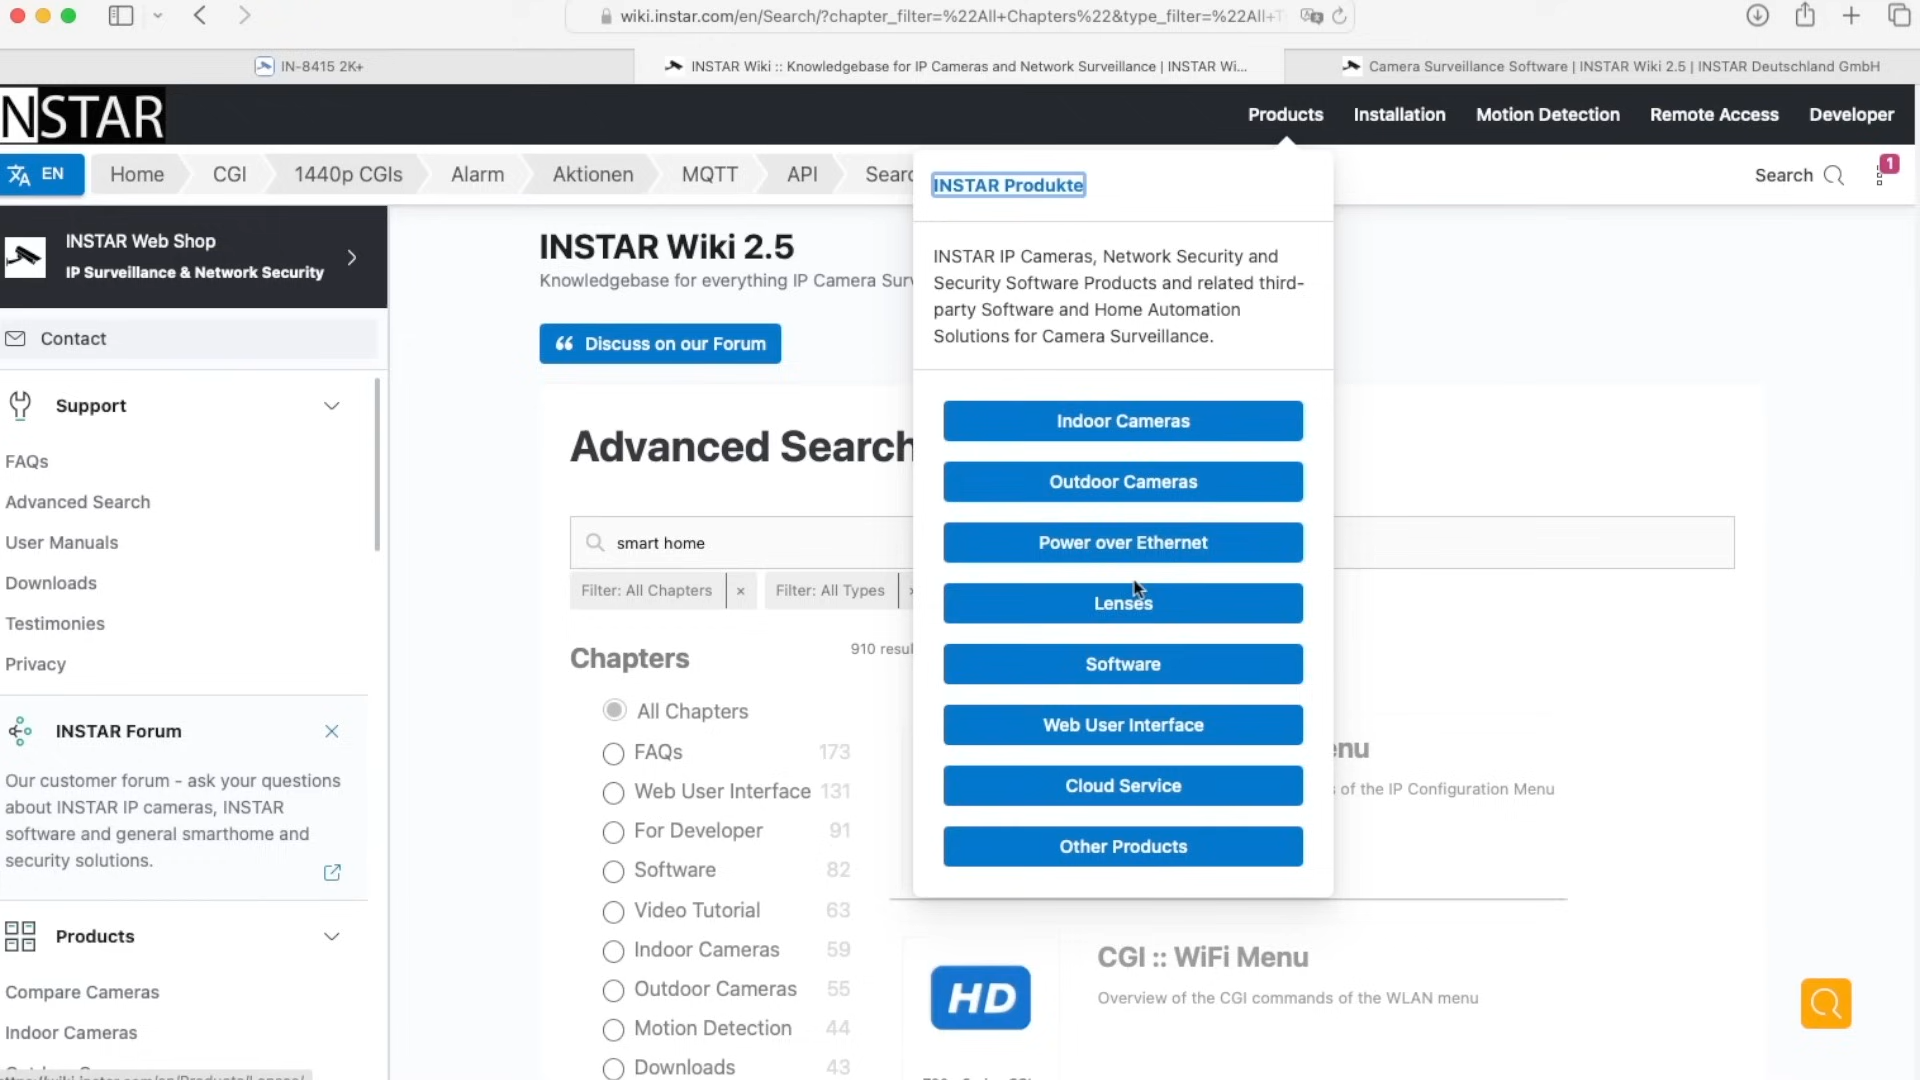 wiki.instar.com/en/Search/?chapter_filter=%22All+Chapters%22&type_filter=%22All+T
IN-8415 2K+
INSTAR Wiki :: Knowledgebase for IP Cameras and Network Surveillance | INSTAR Wi...
Camera Surveillance Software | INSTAR Wiki 2.5 | INSTAR Deutschland GmbH
NSTAR
Products
Installation
Motion Detection
Remote Access
Developer
EN
Home
CGI
1440p CGIs
Alarm
Aktionen
MQTT
API
Searc
Search
1
INSTAR Web Shop
IP Surveillance & Network Security
Contact
Support
FAQs
Advanced Search
User Manuals
Downloads
Testimonies
Privacy
INSTAR Forum
Our customer forum - ask your questions
about INSTAR IP cameras, INSTAR
software and general smarthome and
security solutions.
Products
Compare Cameras
Indoor Cameras
INSTAR Wiki 2.5
Knowledgebase for everything IP Camera Surv
Discuss on our Forum
Advanced Search
smart home
Filter: All Chapters ×
Filter: All Types
Chapters
910 resul
All Chapters
FAQs 173
Web User Interface 131
For Developer 91
Software 82
Video Tutorial 63
Indoor Cameras 59
Outdoor Cameras 55
Motion Detection 44
Downloads 43
INSTAR Produkte
INSTAR IP Cameras, Network Security and
Security Software Products and related third-
party Software and Home Automation
Solutions for Camera Surveillance.
Indoor Cameras
Outdoor Cameras
Power over Ethernet
Lenses
Software
Web User Interface
Cloud Service
Other Products
enu
of the IP Configuration Menu
HD
CGI :: WiFi Menu
Overview of the CGI commands of the WLAN menu